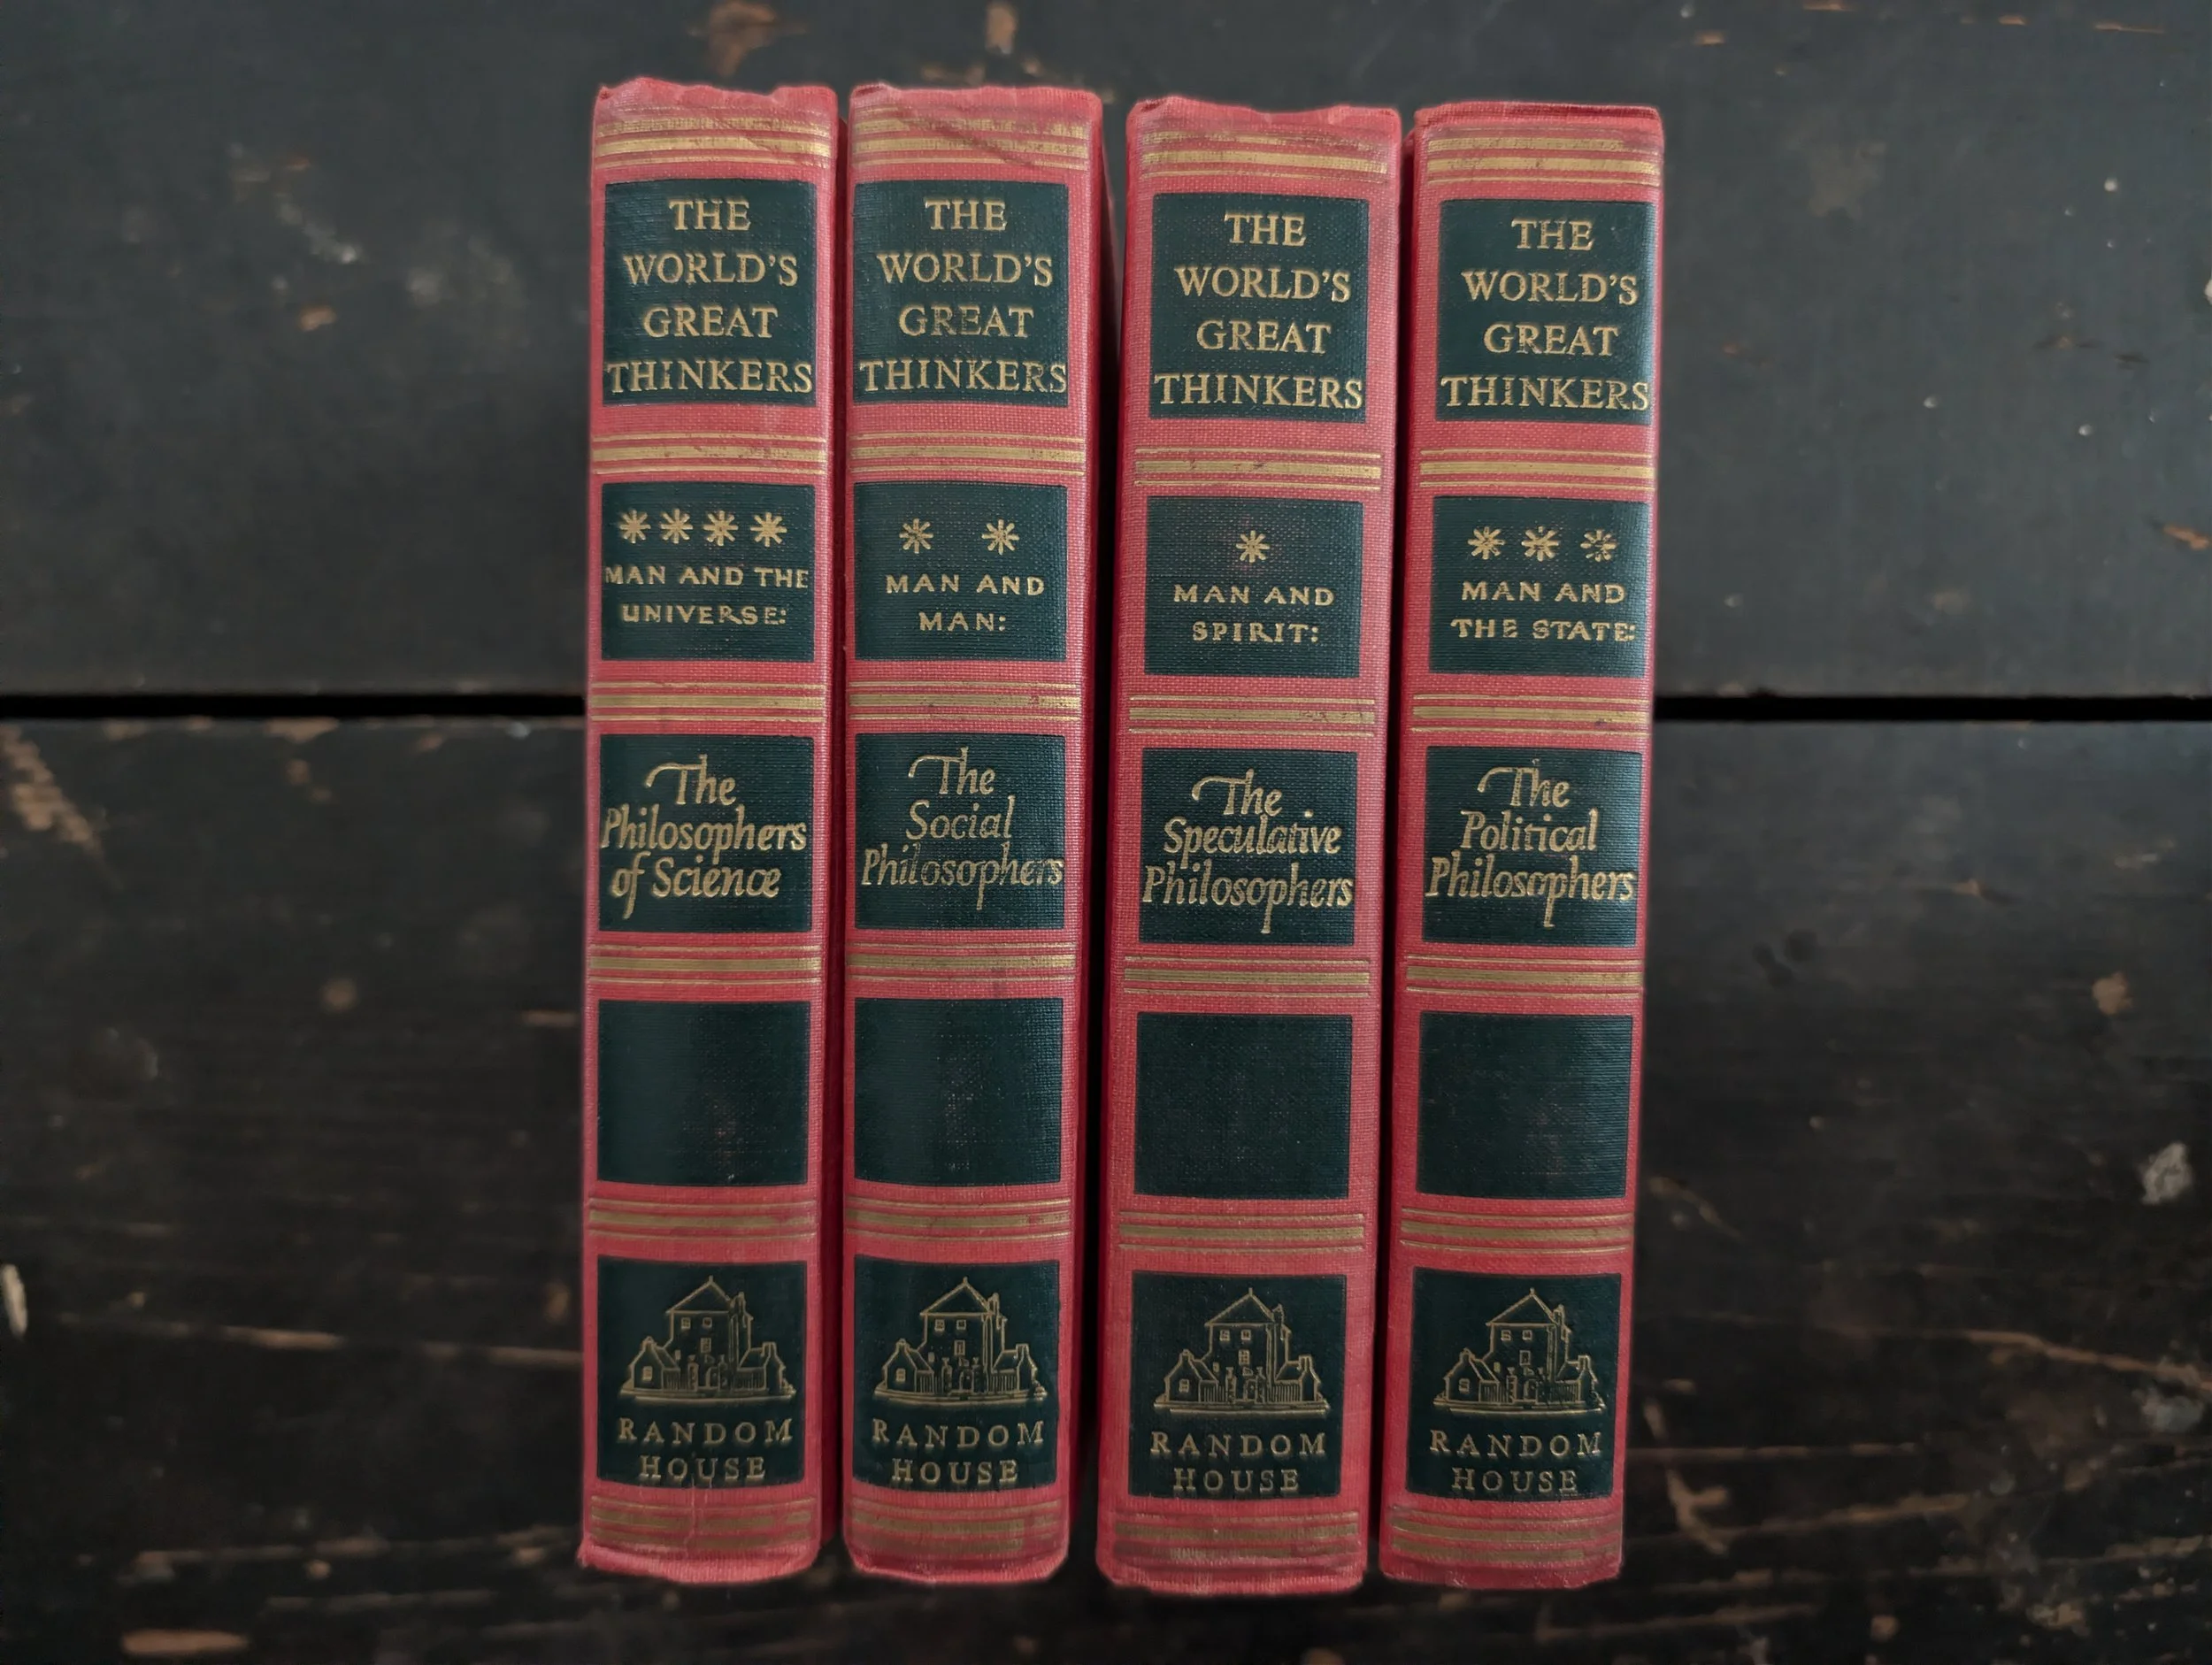 THE
WORLD'S
GREAT
THINKERS
****
MAN AND THE
UNIVERSE:
The
Philosophers
of Science
RANDOM
HOUSE
THE
WORLD'S
GREAT
THINKERS
* *
MAN AND
MAN:
The
Social
Philosophers
RANDOM
HOUSE
THE
WORLD'S
GREAT
THINKERS
*
MAN AND
SPIRIT:
The
Speculative
Philosophers
RANDOM
HOUSE
THE
WORLD'S
GREAT
THINKERS
* * *
MAN AND
THE STATE:
The
Political
Philosophers
RANDOM
HOUSE